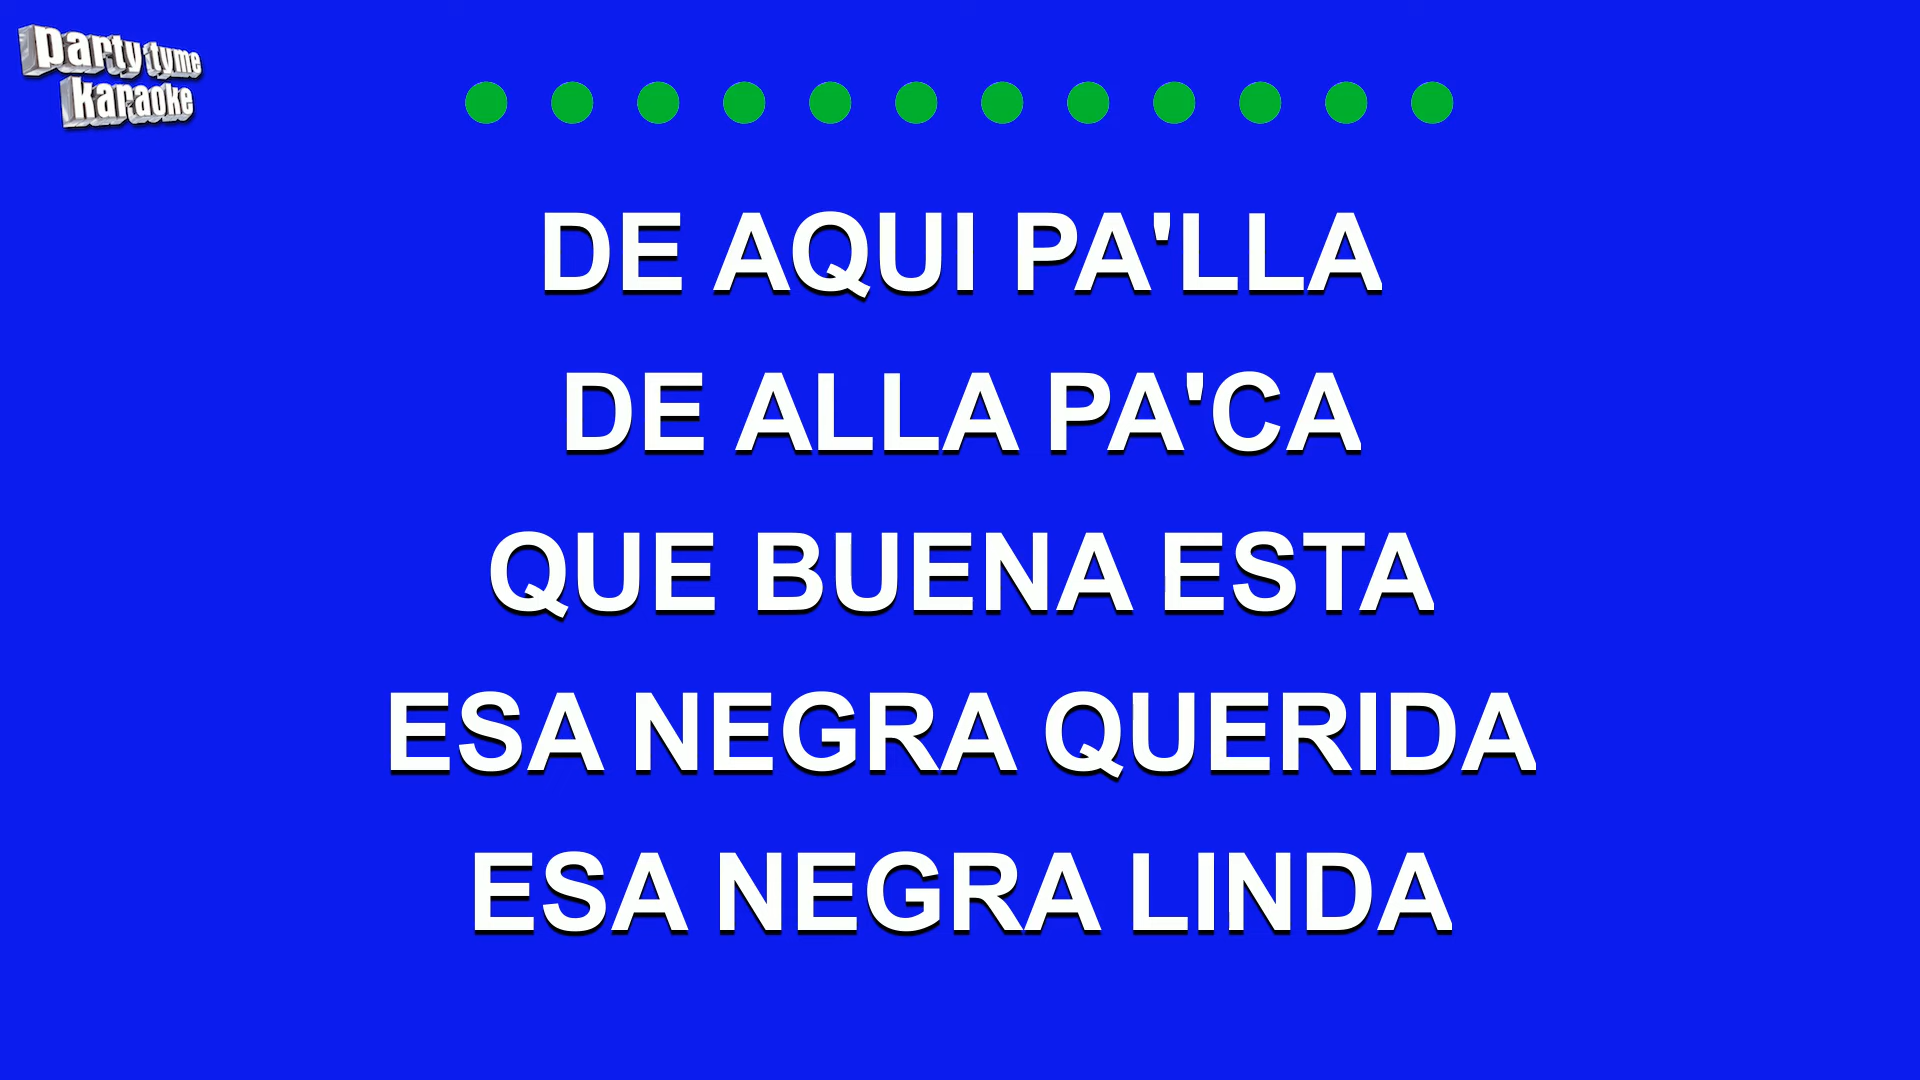 party tyme
karaoke
DE AQUI PA'LLA
DE ALLA PA'CA
QUE BUENA ESTA
ESA NEGRA QUERIDA
ESA NEGRA LINDA